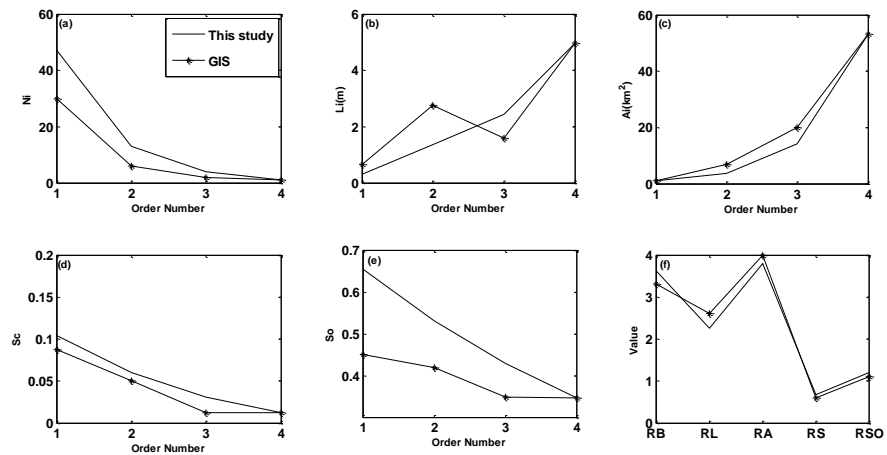 (a)
60
40
20
0
Ni
1 2 3 4
Order Number
This study
GIS
(b)
6
4
2
0
Li(m)
1 2 3 4
Order Number
(c)
60
40
20
0
Ai(km²)
1 2 3 4
Order Number
(d)
0.2
0.15
0.1
0.05
0
Sc
1 2 3 4
Order Number
(e)
0.7
0.6
0.5
0.4
So
1 2 3 4
Order Number
(f)
4
3
2
1
0
Value
RB RL RA RS RSO